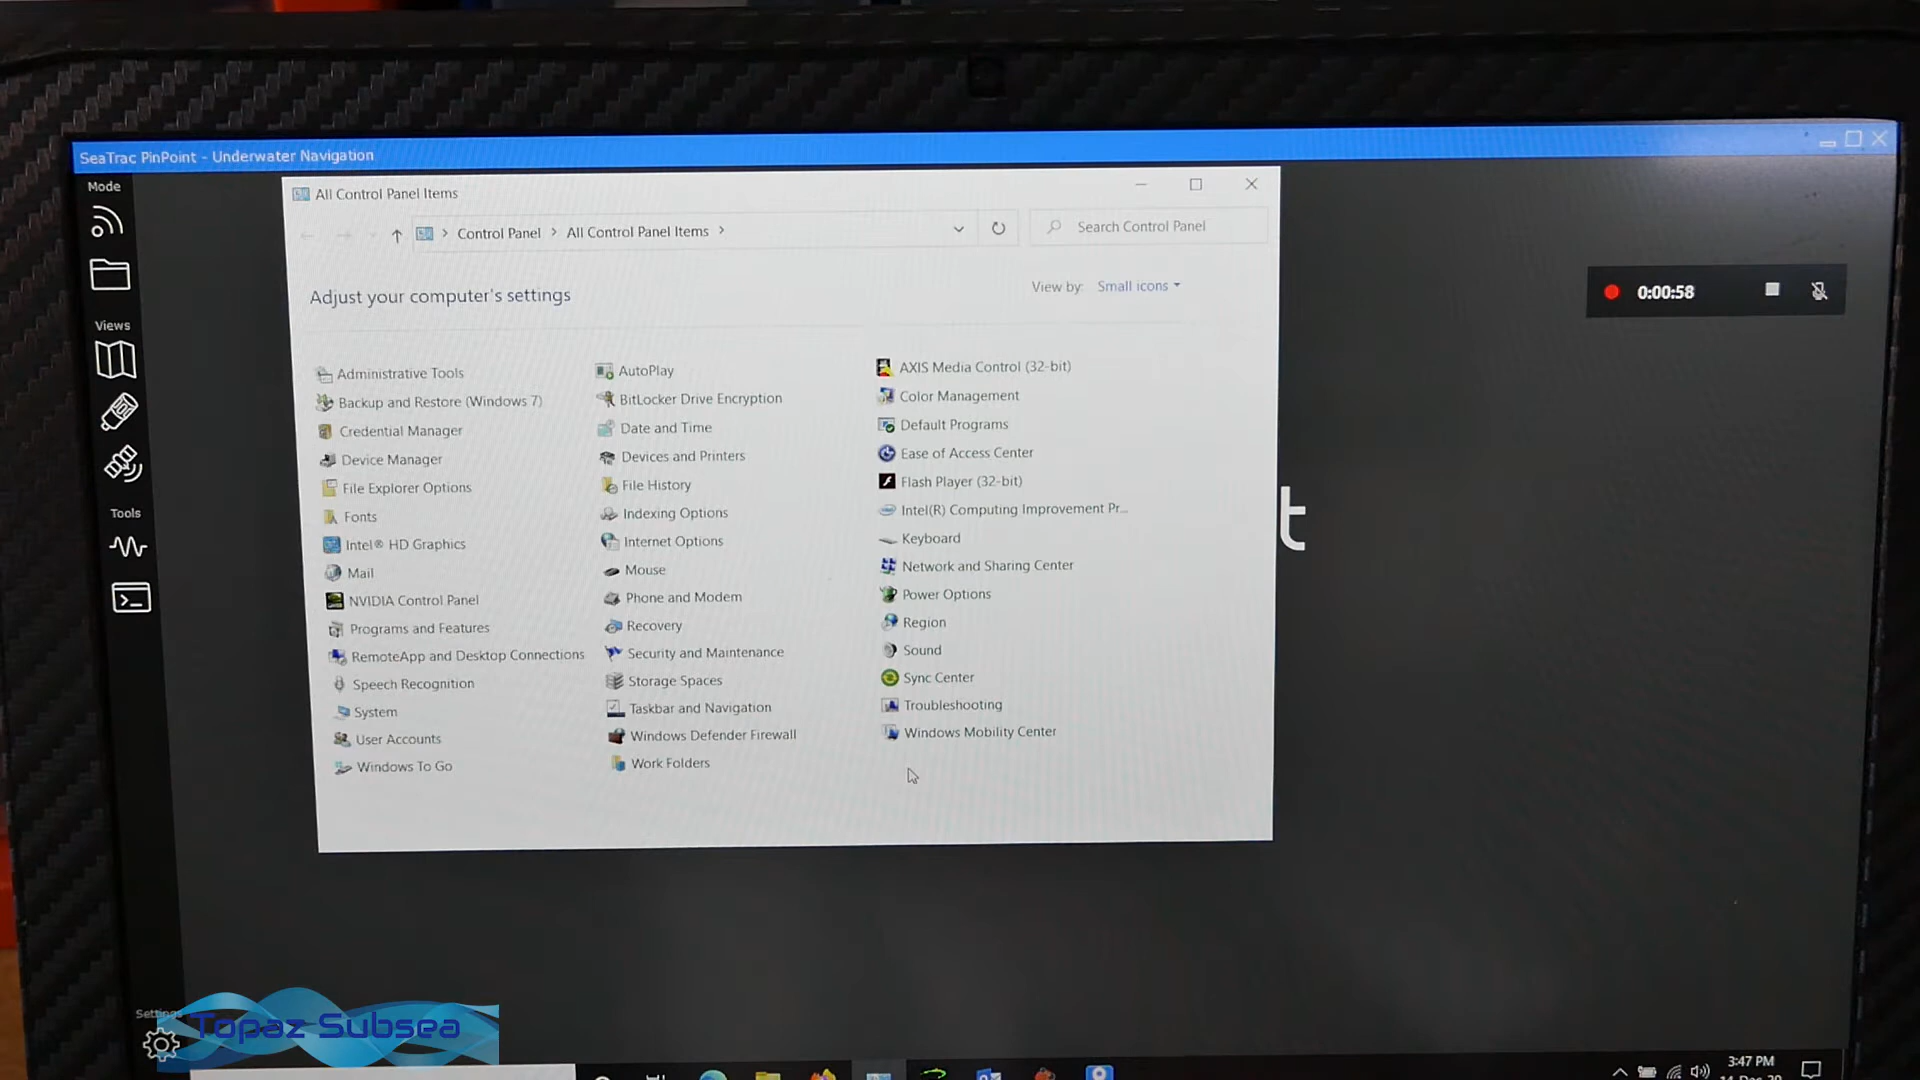 SeaTrac PinPoint - Underwater Navigation
Mode
All Control Panel Items
Control Panel > All Control Panel Items >
Search Control Panel
Adjust your computer's settings
View by: Small icons
0:00:58
Views
Administrative Tools
AutoPlay
AXIS Media Control (32-bit)
Backup and Restore (Windows 7)
BitLocker Drive Encryption
Color Management
Credential Manager
Date and Time
Default Programs
Device Manager
Devices and Printers
Ease of Access Center
File Explorer Options
File History
Flash Player (32-bit)
Tools
Fonts
Indexing Options
Intel(R) Computing Improvement Pr...
t
Intel® HD Graphics
Internet Options
Keyboard
Mail
Mouse
Network and Sharing Center
NVIDIA Control Panel
Phone and Modem
Power Options
Programs and Features
Recovery
Region
RemoteApp and Desktop Connections
Security and Maintenance
Sound
Speech Recognition
Storage Spaces
Sync Center
System
Taskbar and Navigation
Troubleshooting
User Accounts
Windows Defender Firewall
Windows Mobility Center
Windows To Go
Work Folders
Settings
Topaz Subsea
3:47 PM